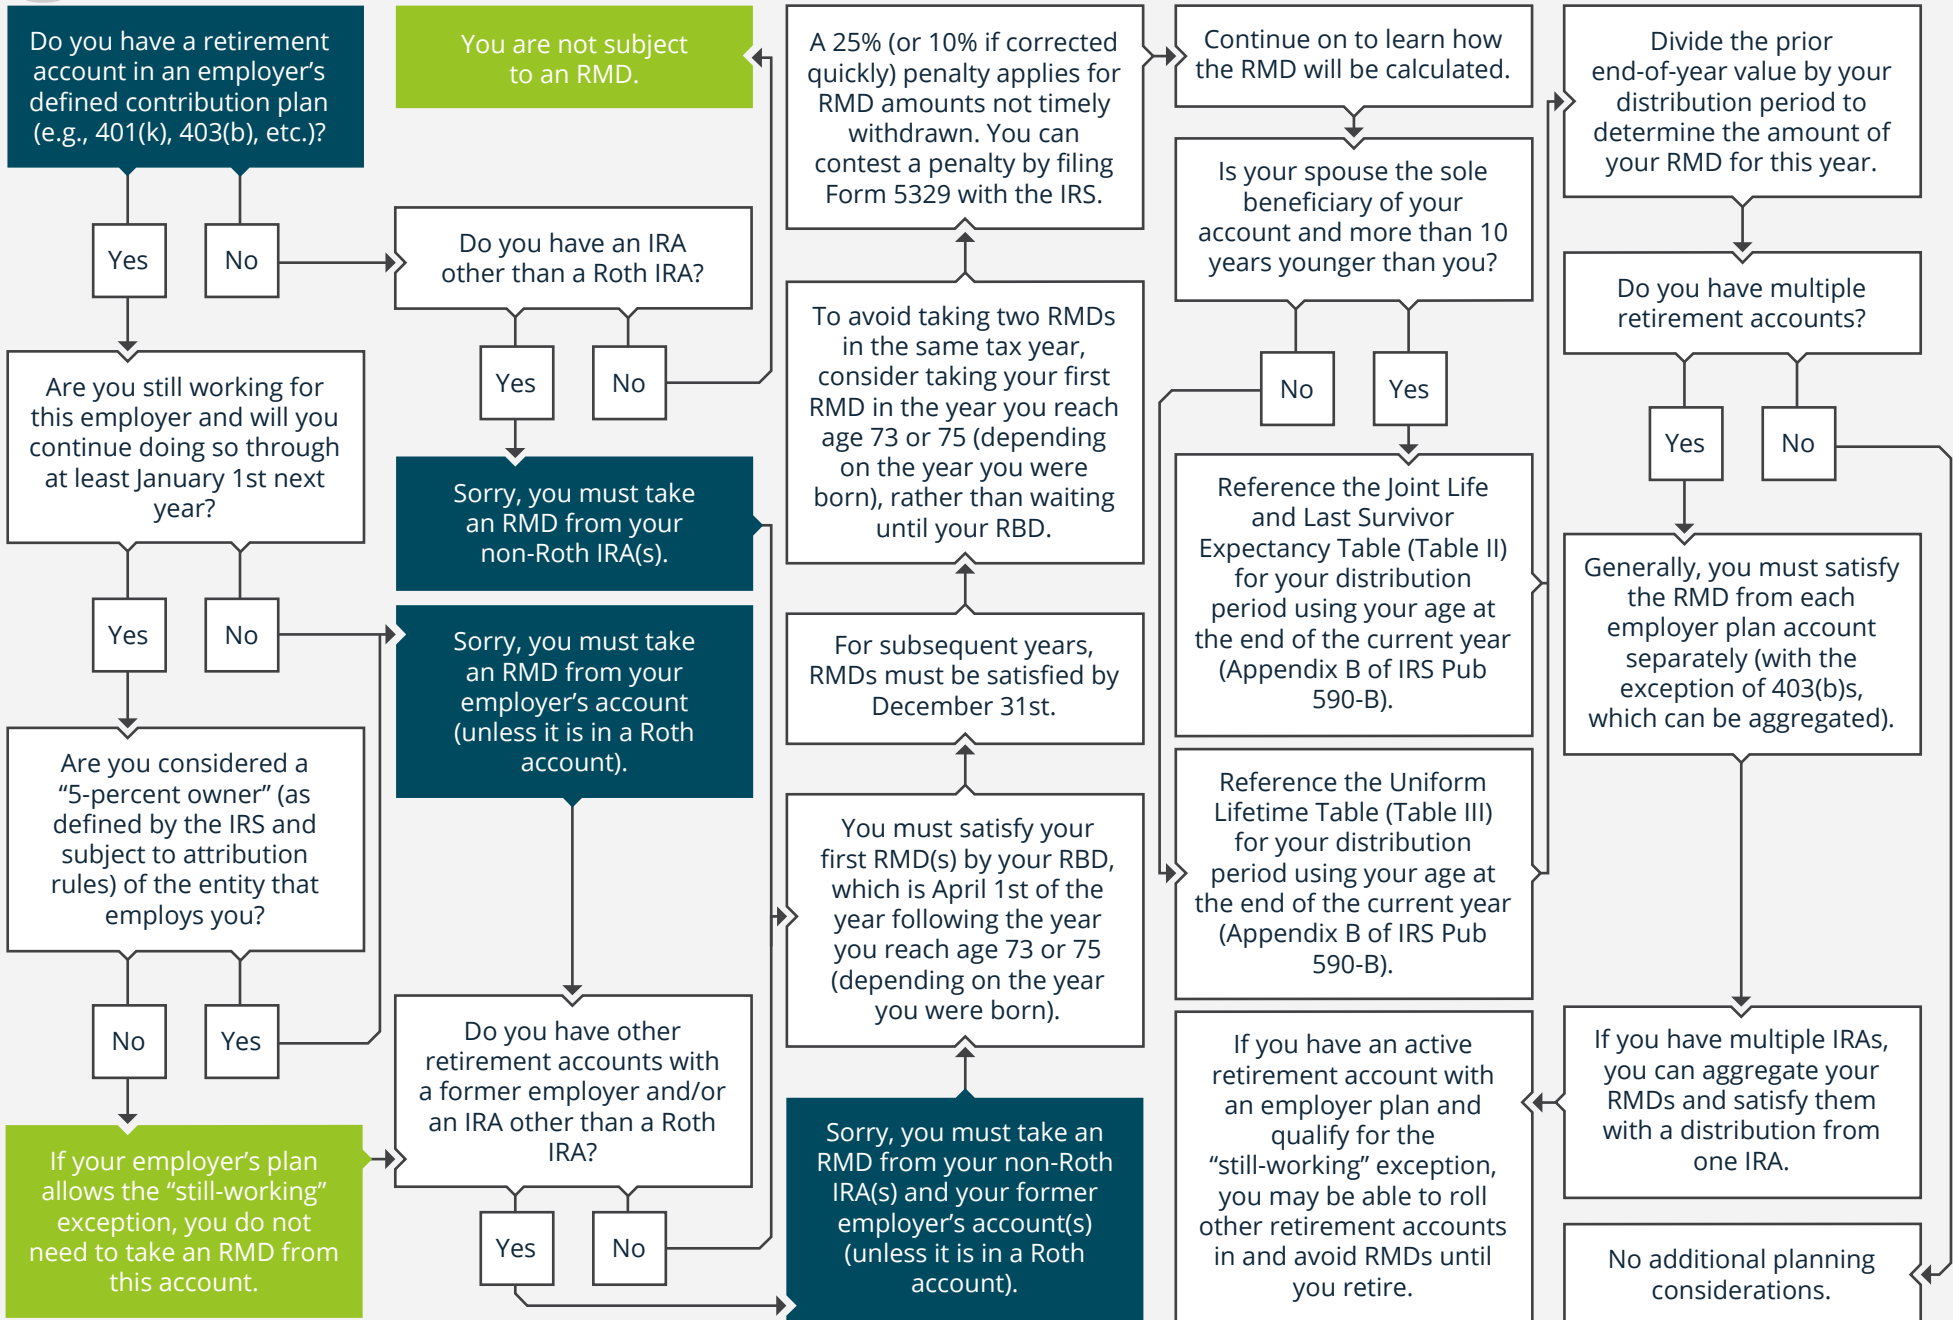 Do you have a retirement
account in an employer’s
defined contribution plan
(e.g., 401(k), 403(b), etc.)?
Yes
No
Are you still working for
this employer and will you
continue doing so through
at least January 1st next
year?
Yes
No
Are you considered a
“5-percent owner” (as
defined by the IRS and
subject to attribution
rules) of the entity that
employs you?
No
Yes
If your employer’s plan
allows the “still-working”
exception, you do not
need to take an RMD from
this account.
You are not subject
to an RMD.
Do you have an IRA
other than a Roth IRA?
Yes
No
Sorry, you must take
an RMD from your
non-Roth IRA(s).
Sorry, you must take
an RMD from your
employer’s account
(unless it is in a Roth
account).
Do you have other
retirement accounts with
a former employer and/or
an IRA other than a Roth
IRA?
Yes
No
A 25% (or 10% if corrected
quickly) penalty applies for
RMD amounts not timely
withdrawn. You can
contest a penalty by filing
Form 5329 with the IRS.
To avoid taking two RMDs
in the same tax year,
consider taking your first
RMD in the year you reach
age 73 or 75 (depending
on the year you were
born), rather than waiting
until your RBD.
For subsequent years,
RMDs must be satisfied by
December 31st.
You must satisfy your
first RMD(s) by your RBD,
which is April 1st of the
year following the year
you reach age 73 or 75
(depending on the year
you were born).
Sorry, you must take an
RMD from your non-Roth
IRA(s) and your former
employer’s account(s)
(unless it is in a Roth
account).
Continue on to learn how
the RMD will be calculated.
Is your spouse the sole
beneficiary of your
account and more than 10
years younger than you?
No
Yes
Reference the Joint Life
and Last Survivor
Expectancy Table (Table II)
for your distribution
period using your age at
the end of the current year
(Appendix B of IRS Pub
590-B).
Reference the Uniform
Lifetime Table (Table III)
for your distribution
period using your age at
the end of the current year
(Appendix B of IRS Pub
590-B).
If you have an active
retirement account with
an employer plan and
qualify for the
“still-working” exception,
you may be able to roll
other retirement accounts
in and avoid RMDs until
you retire.
Divide the prior
end-of-year value by your
distribution period to
determine the amount of
your RMD for this year.
Do you have multiple
retirement accounts?
Yes
No
Generally, you must satisfy
the RMD from each
employer plan account
separately (with the
exception of 403(b)s,
which can be aggregated).
If you have multiple IRAs,
you can aggregate your
RMDs and satisfy them
with a distribution from
one IRA.
No additional planning
considerations.